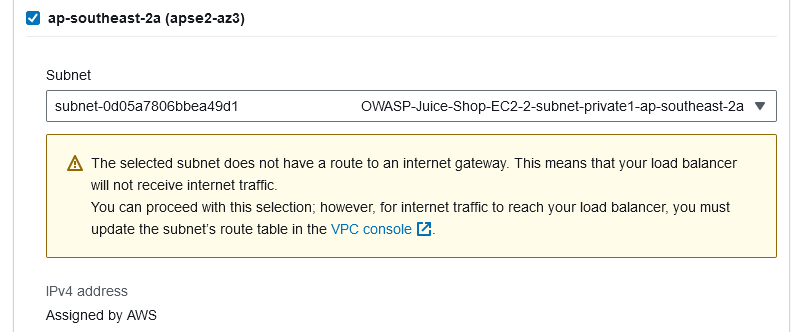 ap-southeast-2a (apse2-az3)
Subnet
subnet-0d05a7806bbea49d1 OWASP-Juice-Shop-EC2-2-subnet-private1-ap-southeast-2a
The selected subnet does not have a route to an internet gateway. This means that your load balancer
will not receive internet traffic.
You can proceed with this selection; however, for internet traffic to reach your load balancer, you must
update the subnet's route table in the VPC console.
IPv4 address
Assigned by AWS